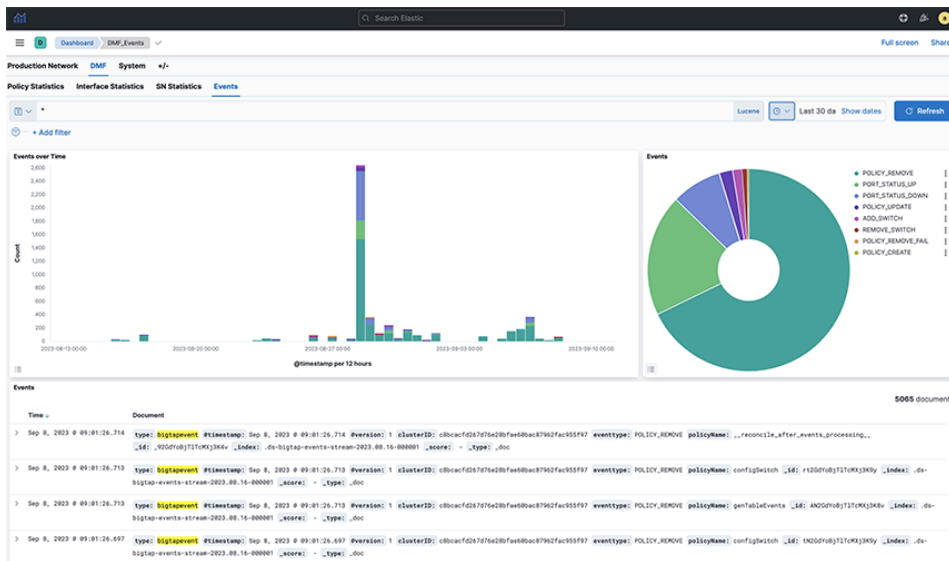 Search Elastic
a
D Dashboard DMF_Events Full screen Share
Production Network DMF System +/-
Policy Statistics Interface Statistics SN Statistics Events
* Lucene Last 30 da Show dates Refresh
+ Add filter
Events over Time
2,600
2,400
2,200
2,000
1,800
1,600
1,400
1,200
1,000
800
600
400
200
0
Count
2023-08-13 00:00 2023-08-20 00:00 2023-08-27 00:00 2023-09-03 00:00 2023-09-10 00:00
@timestamp per 12 hours
Events
POLICY_REMOVE
PORT_STATUS_UP
PORT_STATUS_DOWN
POLICY_UPDATE
ADD_SWITCH
REMOVE_SWITCH
POLICY_REMOVE_FAIL
POLICY_CREATE
Events
5065 document
Time Document
Sep 8, 2023 @ 09:01:26.714 type: bigtapevent @timestamp: Sep 8, 2023 @ 09:01:26.714 @version: 1 clusterID: eventtype: POLICY_REMOVE policyName: __reconcile_after_events_processing__
_id: _index: .ds-bigtap-events-stream-2023.08.16-000001 _score: - _type: _doc
Sep 8, 2023 @ 09:01:26.713 type: bigtapevent @timestamp: Sep 8, 2023 @ 09:01:26.713 @version: 1 clusterID: eventtype: POLICY_REMOVE policyName: configSwitch _id: _index: .ds-
bigtap-events-stream-2023.08.16-000001 _score: - _type: _doc
Sep 8, 2023 @ 09:01:26.713 type: bigtapevent @timestamp: Sep 8, 2023 @ 09:01:26.713 @version: 1 clusterID: eventtype: POLICY_REMOVE policyName: genTableEvents _id: _index: .ds-
bigtap-events-stream-2023.08.16-000001 _score: - _type: _doc
Sep 8, 2023 @ 09:01:26.697 type: bigtapevent @timestamp: Sep 8, 2023 @ 09:01:26.697 @version: 1 clusterID: eventtype: POLICY_REMOVE policyName: configSwitch _id: _index: .ds-
bigtap-events-stream-2023.08.16-000001 _score: - _type: _doc